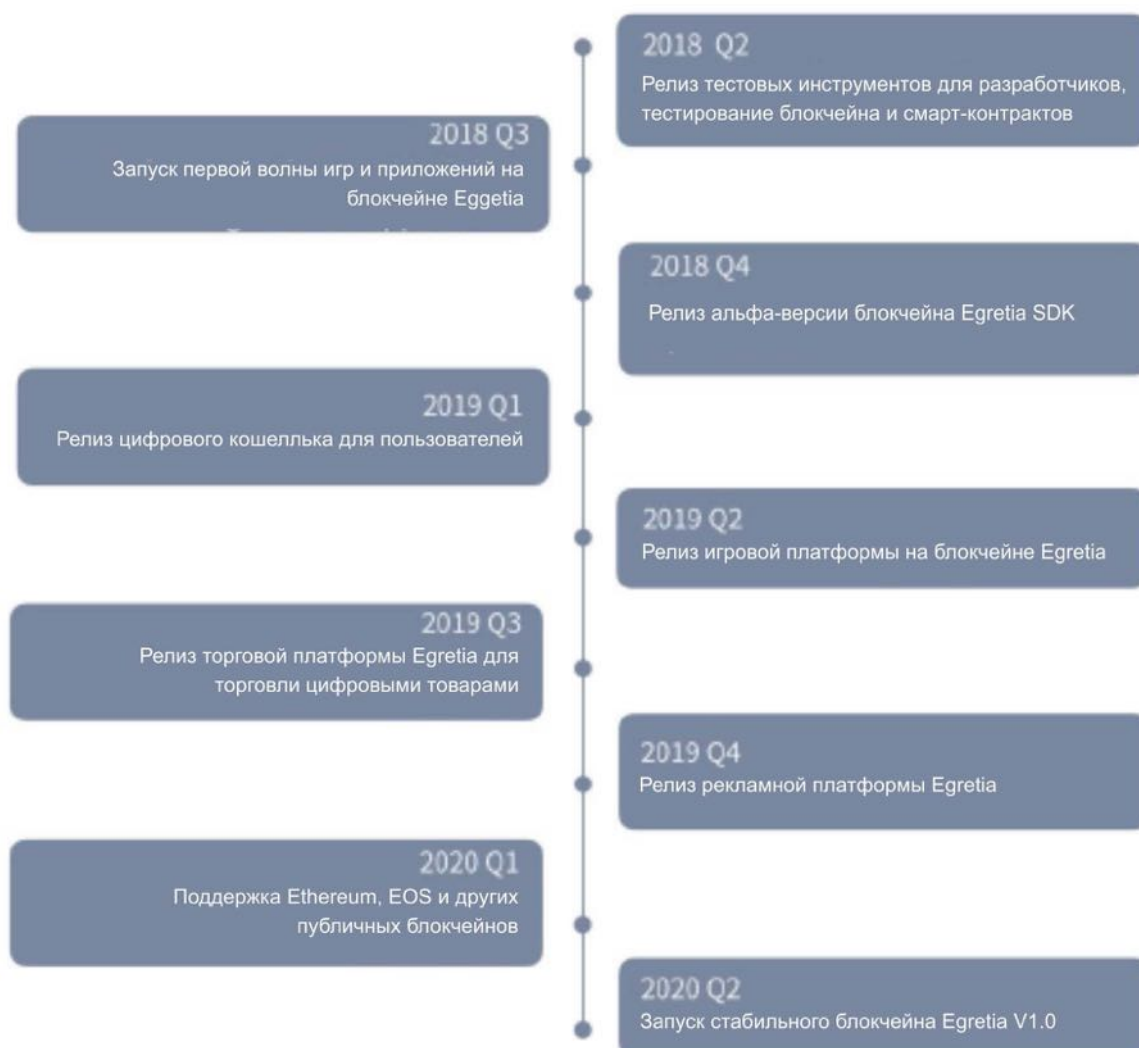 2018 Q2
Релиз тестовых инструментов для разработчиков,
тестирование блокчейна и смарт-контрактов
2018 Q3
Запуск первой волны игр и приложений на
блокчейне Eggetia
2018 Q4
Релиз альфа-версии блокчейна Egretia SDK
2019 Q1
Релиз цифрового кошеллька для пользователей
2019 Q2
Релиз игровой платформы на блокчейне Egretia
2019 Q3
Релиз торговой платформы Egretia для
торговли цифровыми товарами
2019 Q4
Релиз рекламной платформы Egretia
2020 Q1
Поддержка Ethereum, EOS и других
публичных блокчейнов
2020 Q2
Запуск стабильного блокчейна Egretia V1.0